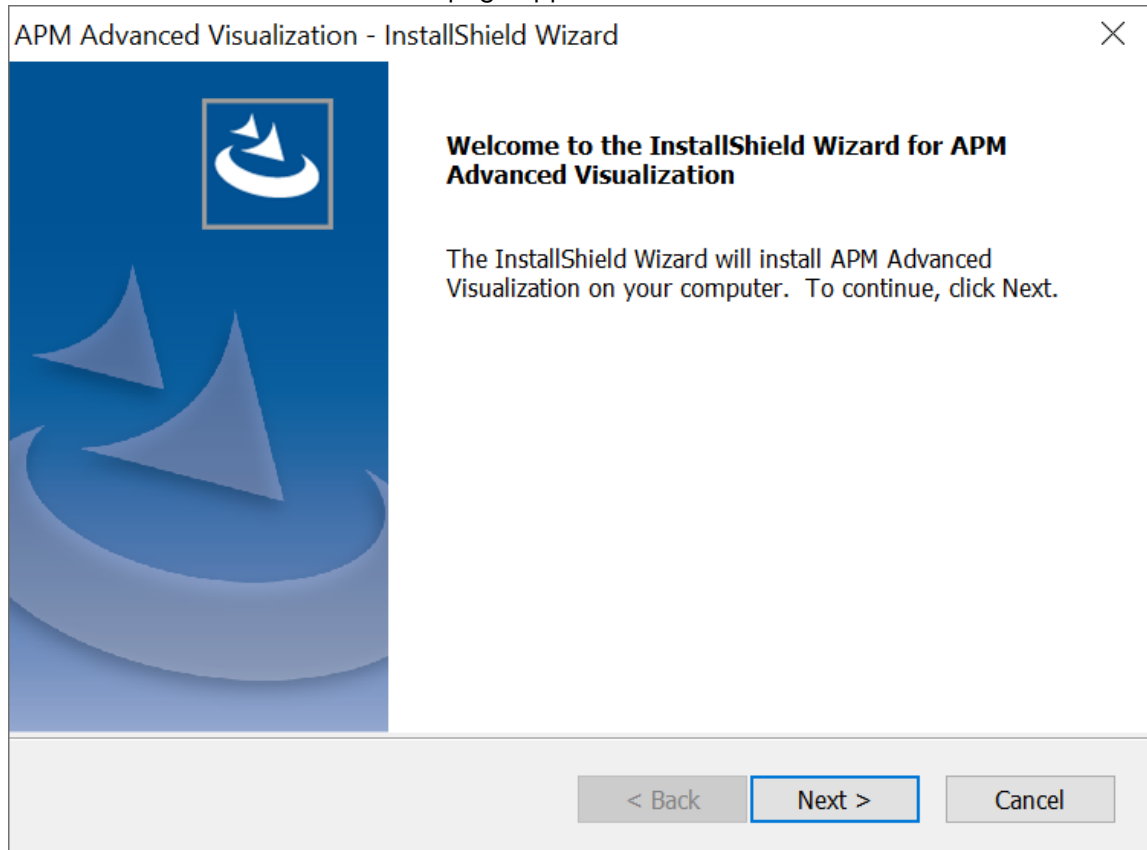 APM Advanced Visualization - InstallShield Wizard
Welcome to the InstallShield Wizard for APM
Advanced Visualization
The InstallShield Wizard will install APM Advanced
Visualization on your computer. To continue, click Next.
< Back
Next >
Cancel